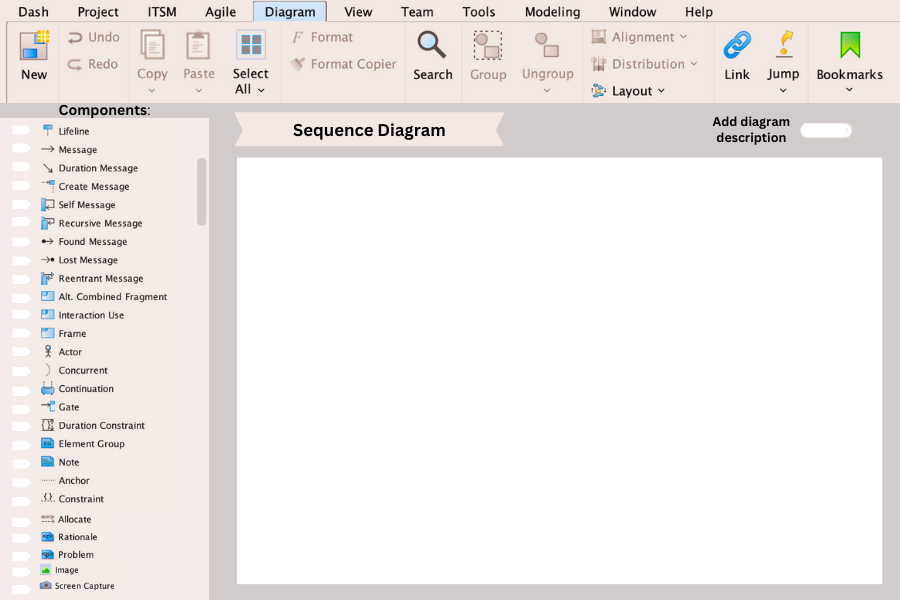 Dash Project ITSM Agile Diagram View Team Tools Modeling Window Help
New
Undo
Redo
Copy
Paste
Select
All
Format
Format Copier
Search
Group
Ungroup
Alignment
Distribution
Layout
Link
Jump
Bookmarks
Components:
Lifeline
Message
Duration Message
Create Message
Self Message
Recursive Message
Found Message
Lost Message
Reentrant Message
Alt. Combined Fragment
Interaction Use
Frame
Actor
Concurrent
Continuation
Gate
Duration Constraint
Element Group
Note
Anchor
Constraint
Allocate
Rationale
Problem
Image
Screen Capture
Sequence Diagram
Add diagram
description